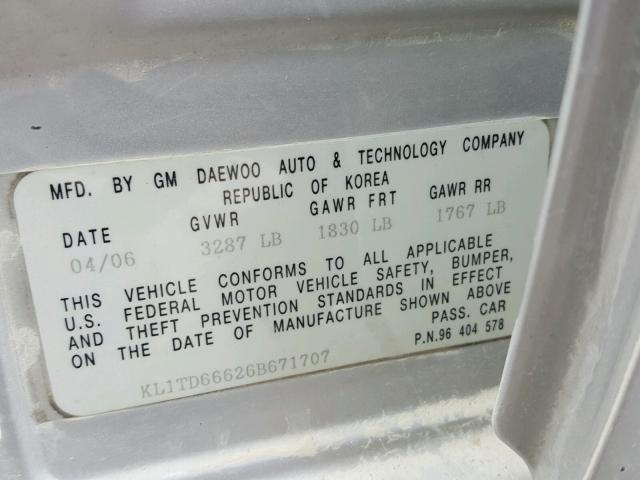 MFD. BY GM DAEWOO AUTO & TECHNOLOGY COMPANY
REPUBLIC OF KOREA
DATE GVWR GAWR FRT GAWR RR
04/06 3287 LB 1830 LB 1767 LB
THIS VEHICLE CONFORMS TO ALL APPLICABLE
U.S. FEDERAL MOTOR VEHICLE SAFETY, BUMPER,
AND THEFT PREVENTION STANDARDS IN EFFECT
ON THE DATE OF MANUFACTURE SHOWN ABOVE
PASS. CAR
P.N.96 404 578
KL1TD66626B671707